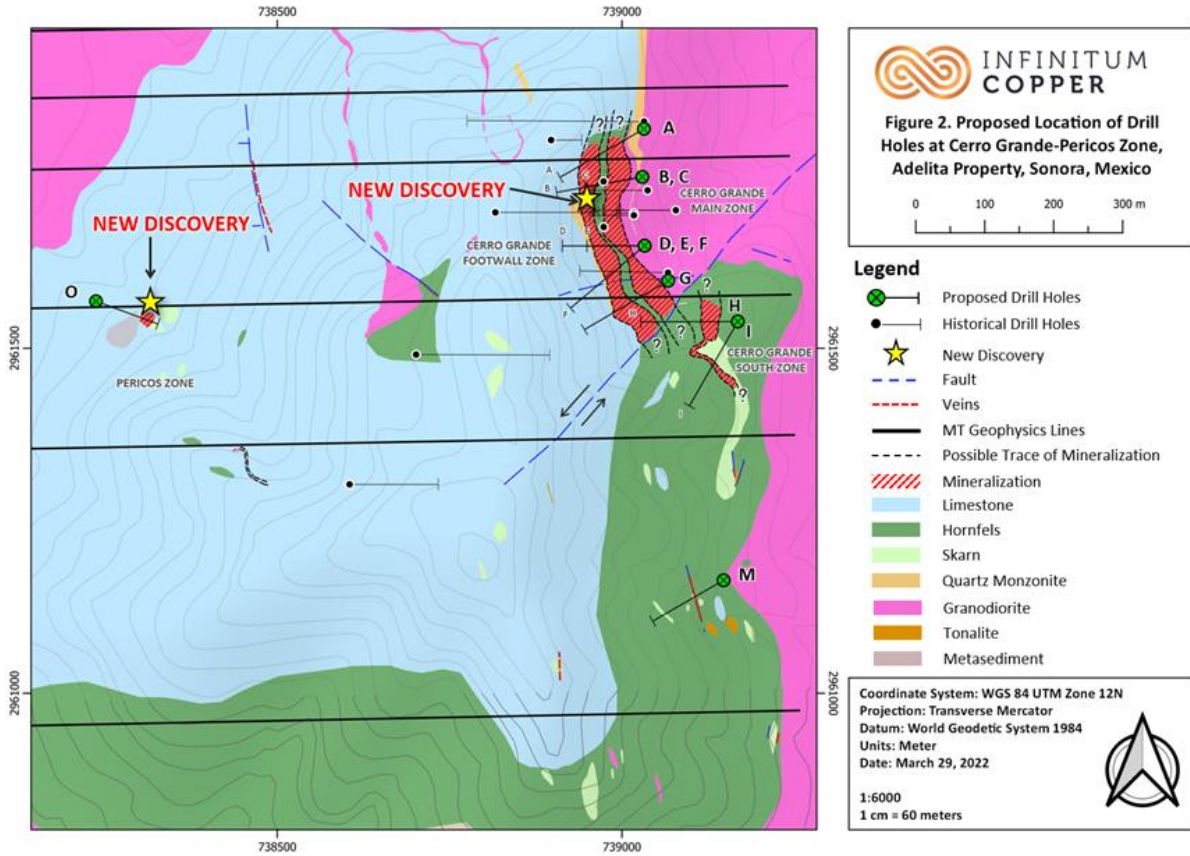 738500
739000
2961500
2961000
2961500
2961000
738500
739000
NEW DISCOVERY
NEW DISCOVERY
O
PERICOS ZONE
CERRO GRANDE
FOOTWALL ZONE
CERRO GRANDE
MAIN ZONE
CERRO GRANDE
SOUTH ZONE
A
B, C
D, E, F
G
H
I
M
A
B
D
E
F
H
I
?
?
?
?
?
?
INFINITUM
COPPER
Figure 2. Proposed Location of Drill
Holes at Cerro Grande-Pericos Zone,
Adelita Property, Sonora, Mexico
0 100 200 300 m
Legend
Proposed Drill Holes
Historical Drill Holes
New Discovery
Fault
Veins
MT Geophysics Lines
Possible Trace of Mineralization
Mineralization
Limestone
Hornfels
Skarn
Quartz Monzonite
Granodiorite
Tonalite
Metasediment
Coordinate System: WGS 84 UTM Zone 12N
Projection: Transverse Mercator
Datum: World Geodetic System 1984
Units: Meter
Date: March 29, 2022
1:6000
1 cm = 60 meters